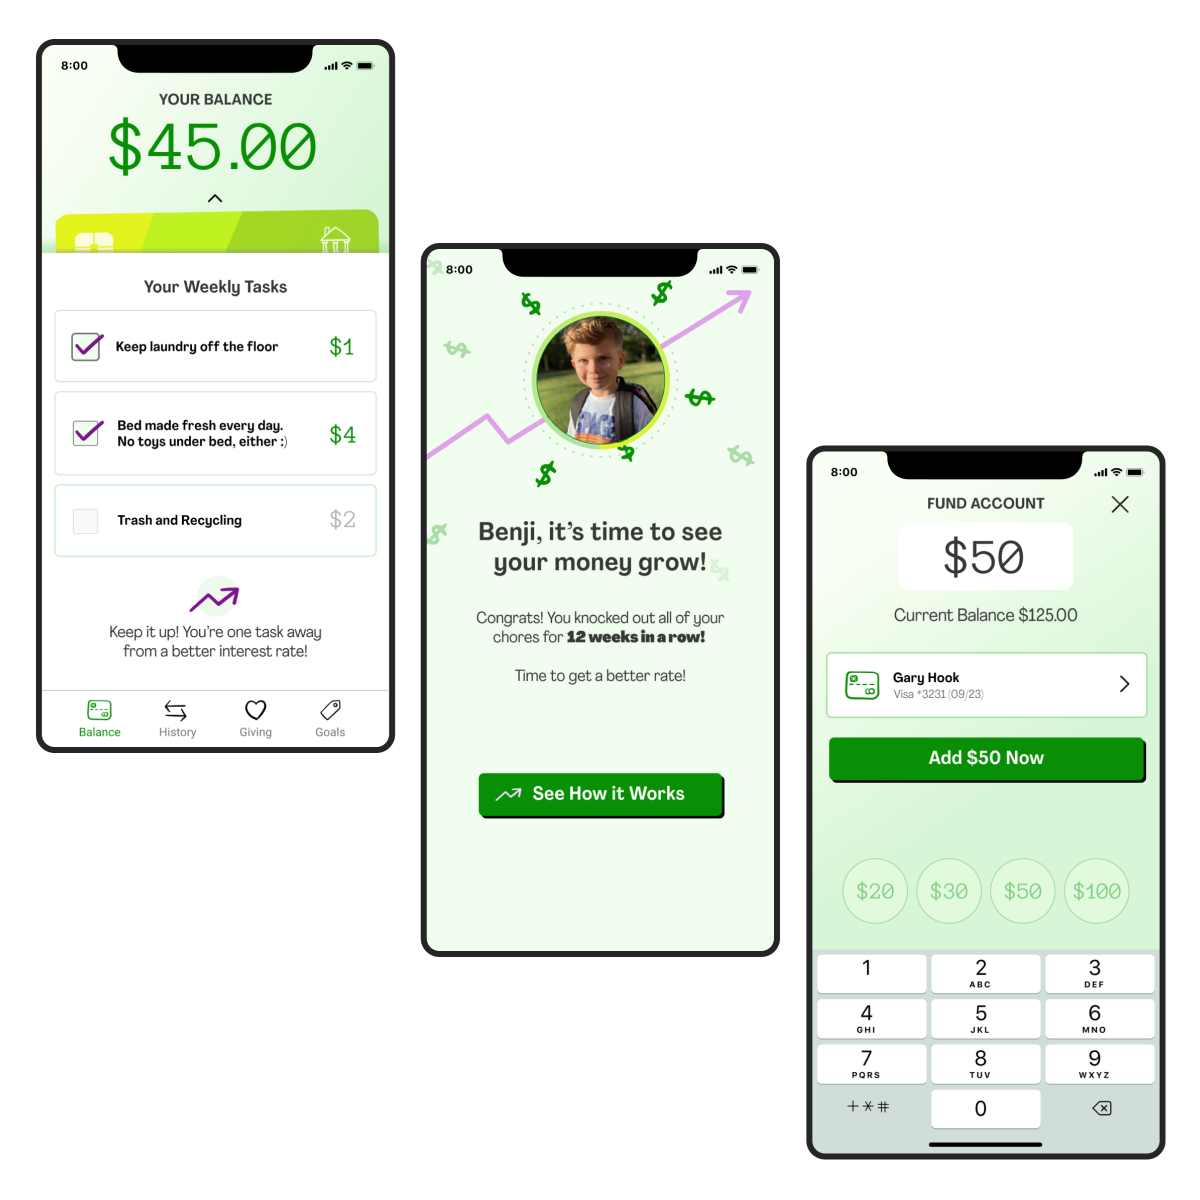 8:00
YOUR BALANCE
$45.00
Your Weekly Tasks
Keep laundry off the floor $1
Bed made fresh every day.
No toys under bed, either :) $4
Trash and Recycling $2
Keep it up! You're one task away
from a better interest rate!
Balance History Giving Goals
8:00
Benji, it's time to see
your money grow!
Congrats! You knocked out all of your
chores for 12 weeks in a row!
Time to get a better rate!
See How it Works
8:00
FUND ACCOUNT
$50
Current Balance $125.00
Gary Hook
Visa *3231 (09/23)
Add $50 Now
$20 $30 $50 $100
1 2 3
ABC DEF
4 5 6
GHI JKL MNO
7 8 9
PQRS TUV WXYZ
+*# 0